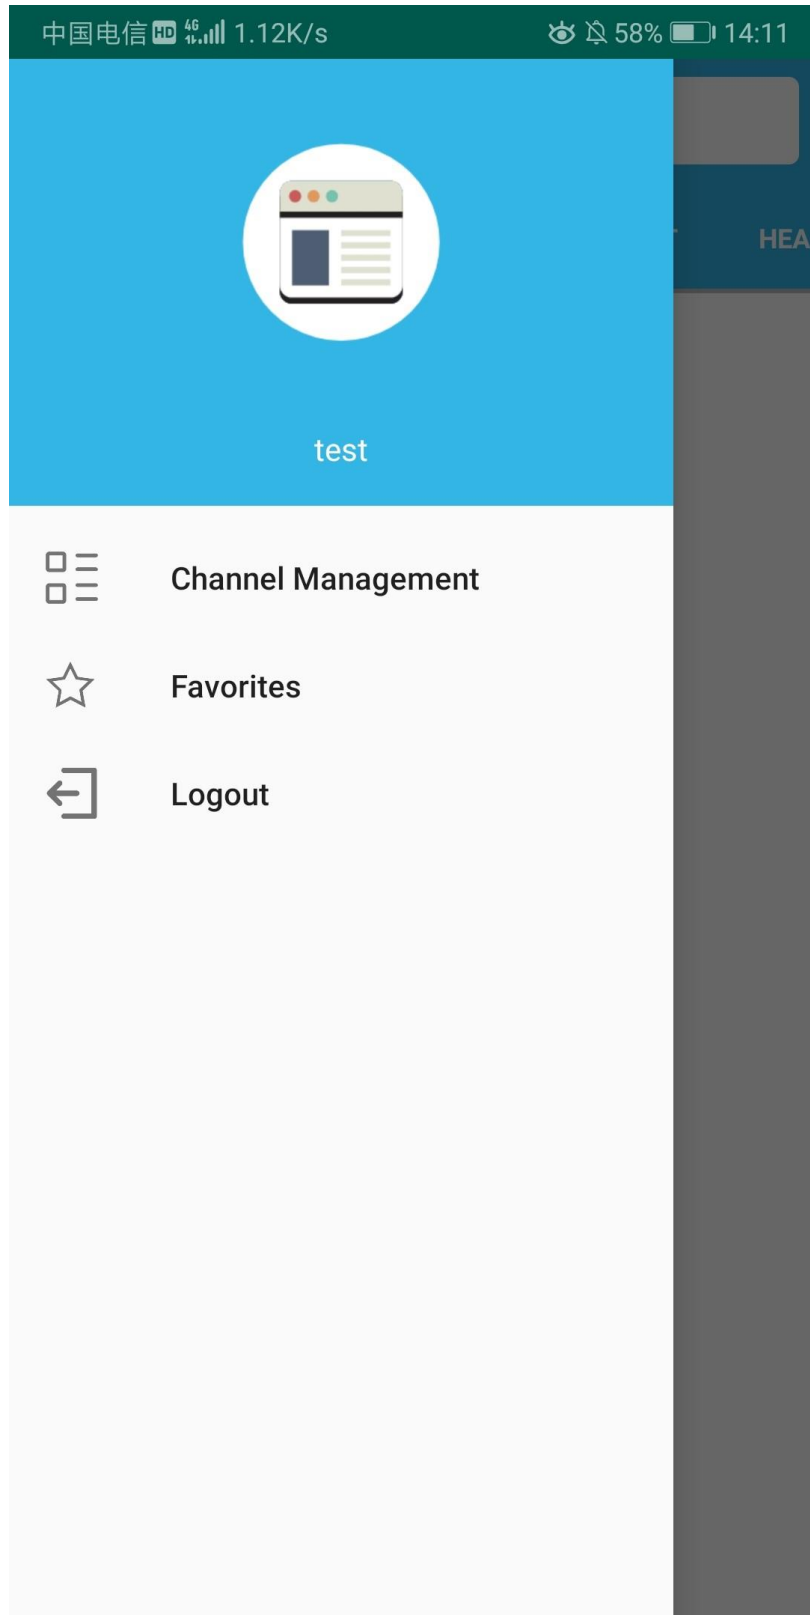 中国电信 HD 4G 1.12K/s 58% 14:11
HEA
test
Channel Management
Favorites
Logout